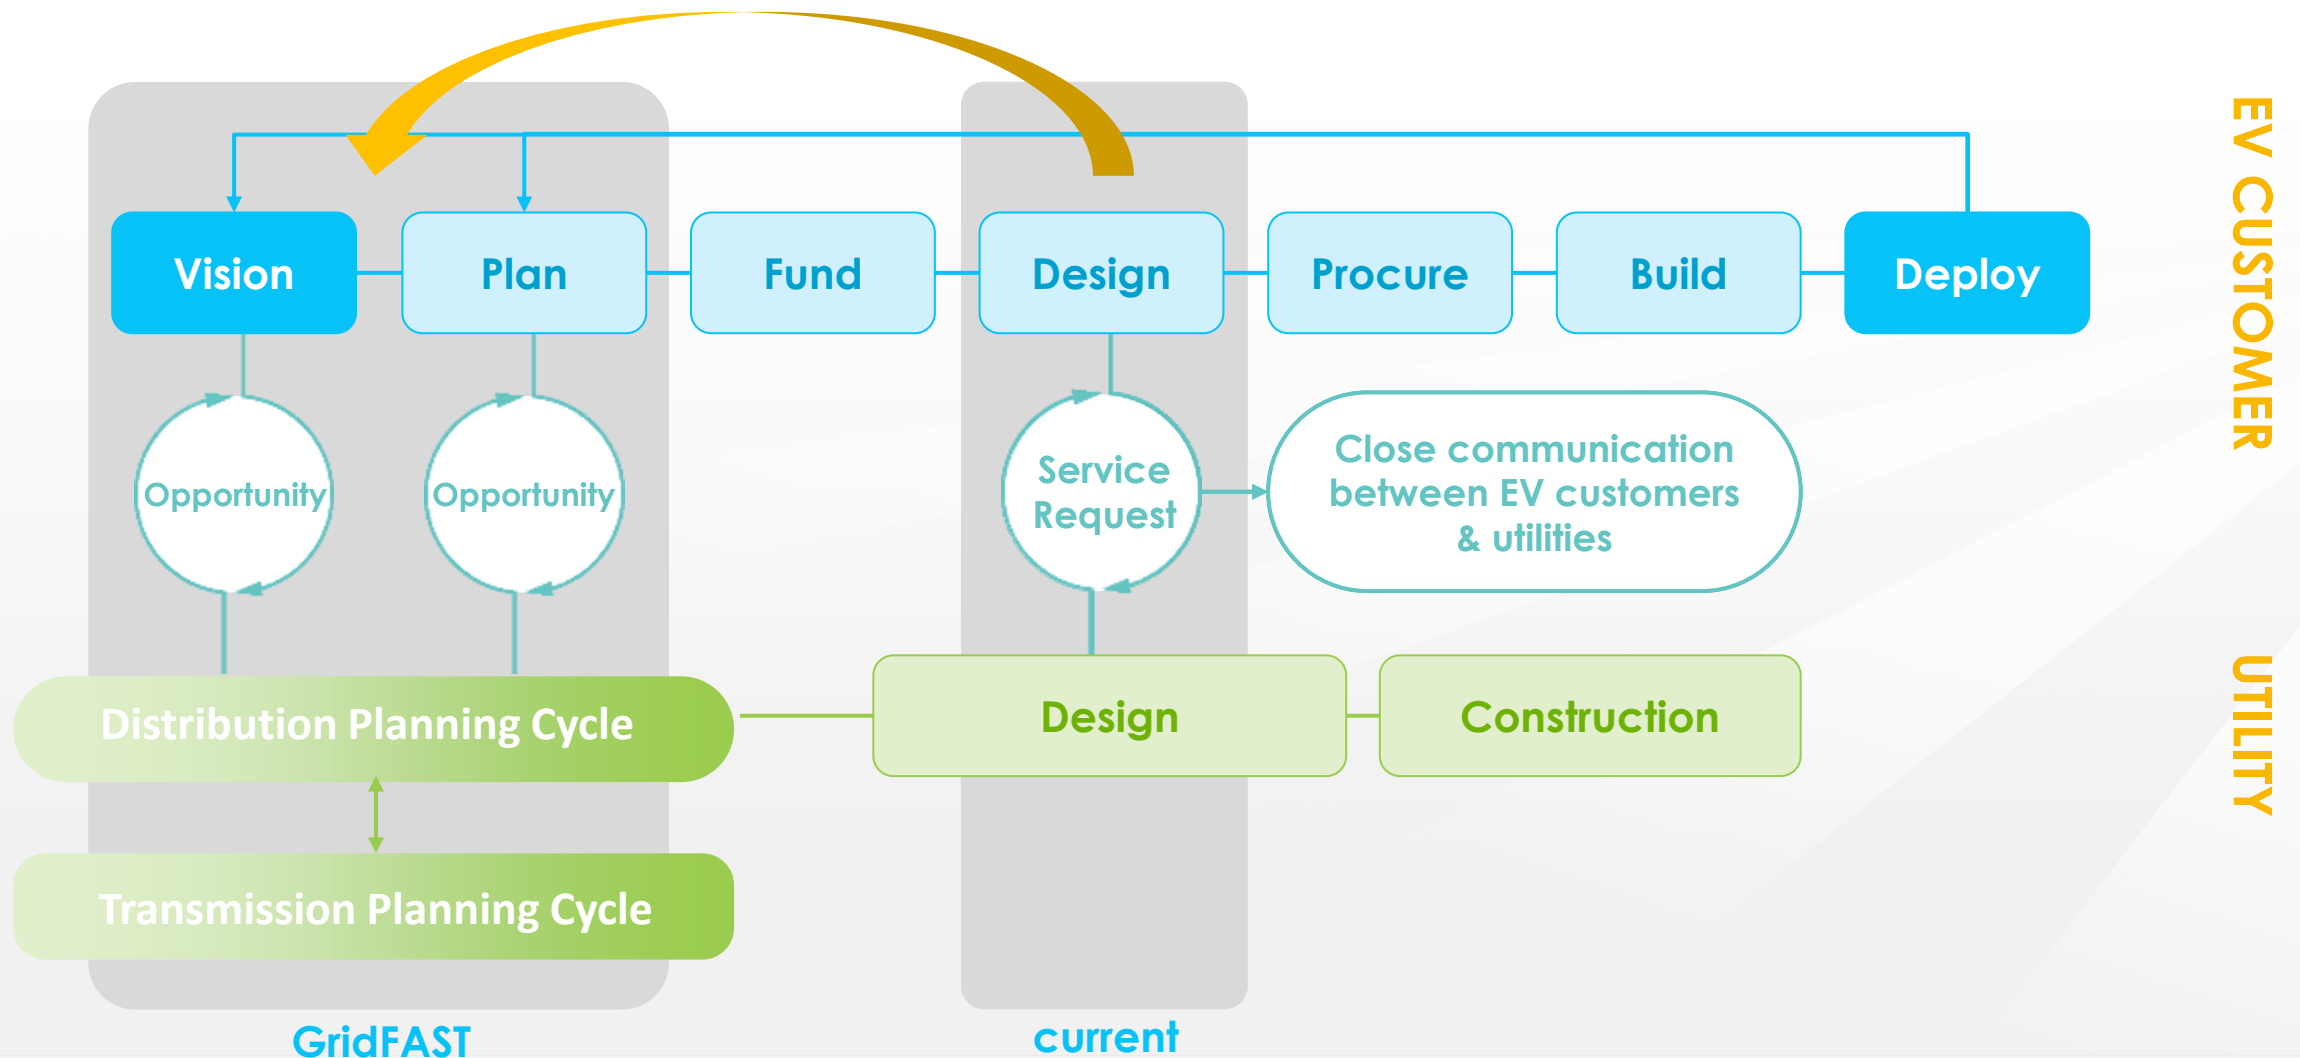 Vision
Plan
Fund
Design
Procure
Build
Deploy
EV CUSTOMER
Opportunity
Opportunity
Service
Request
Close communication
between EV customers
& utilities
Distribution Planning Cycle
Design
Construction
UTILITY
Transmission Planning Cycle
GridFAST
current